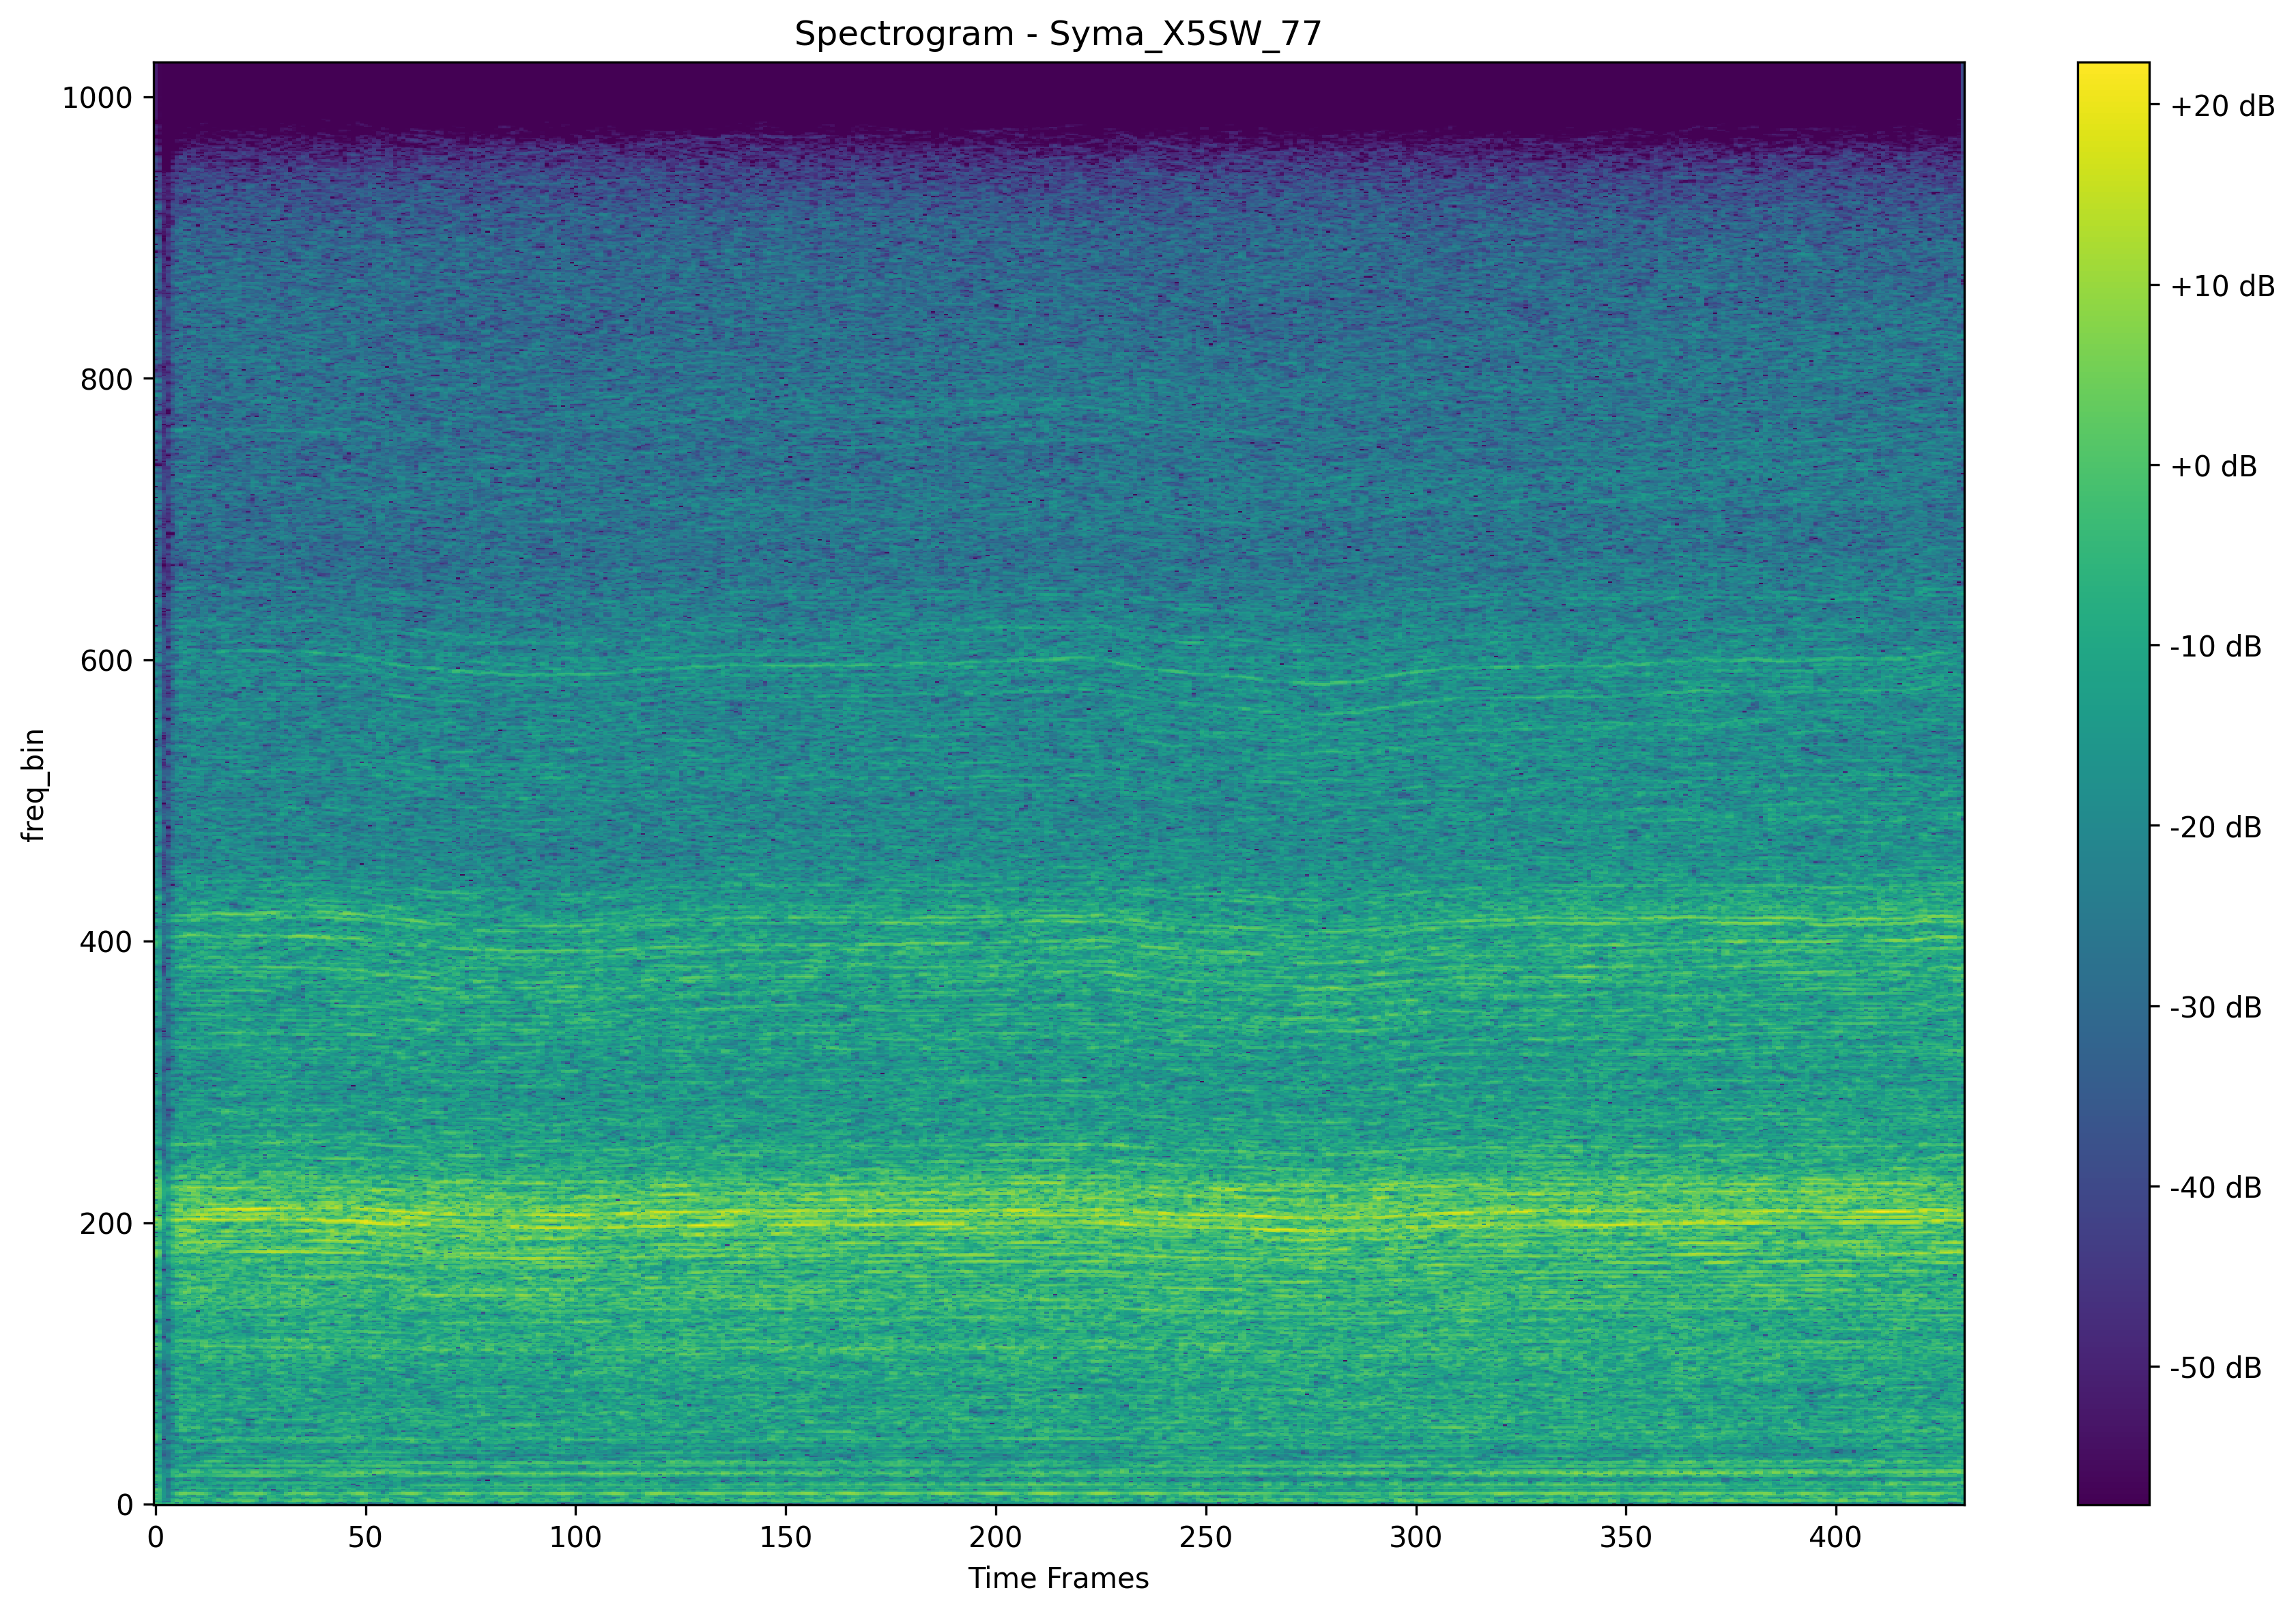 Spectrogram - Syma_X5SW_77
freq_bin
1000
800
600
400
200
0
0 50 100 150 200 250 300 350 400
Time Frames
+20 dB
+10 dB
+0 dB
-10 dB
-20 dB
-30 dB
-40 dB
-50 dB